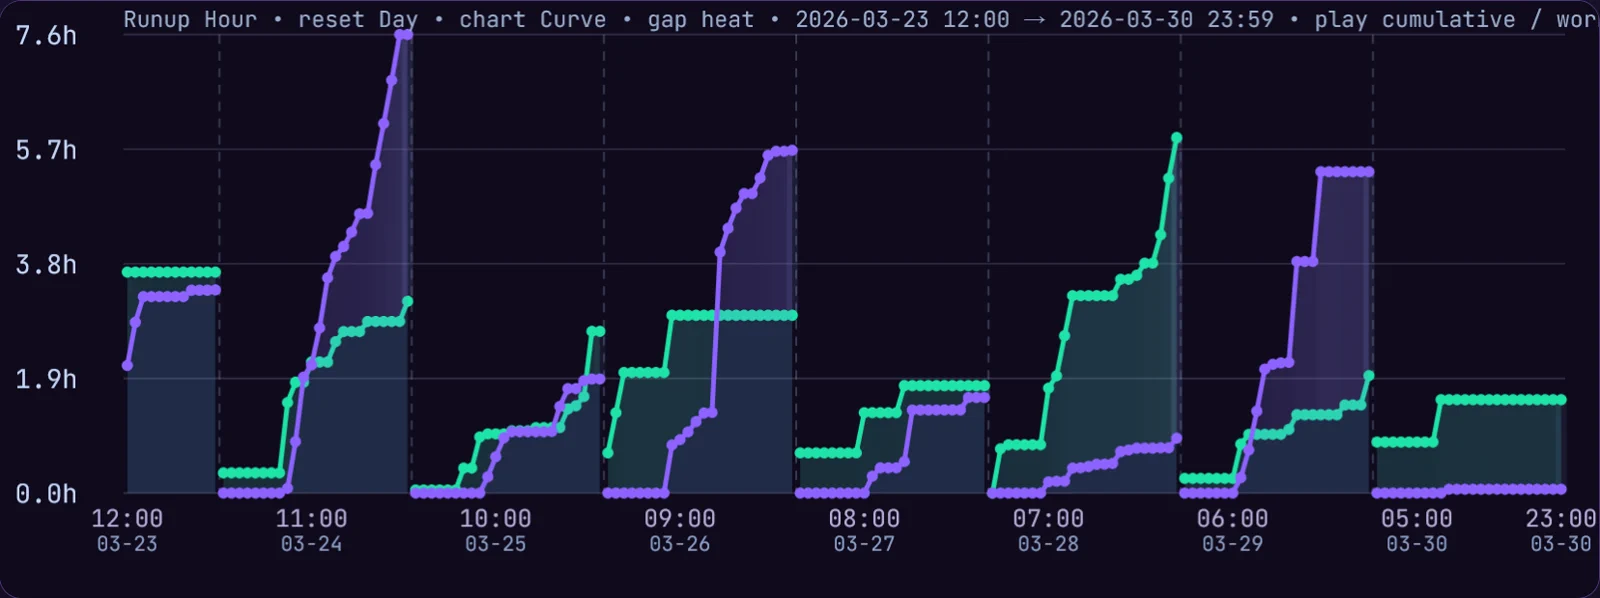 Runup Hour • reset Day • chart Curve • gap heat • 2026-03-23 12:00 → 2026-03-30 23:59 • play cumulative / wor
7.6h
5.7h
3.8h
1.9h
0.0h
12:00 11:00 10:00 09:00 08:00 07:00 06:00 05:00 23:00
03-23 03-24 03-25 03-26 03-27 03-28 03-29 03-30 03-30